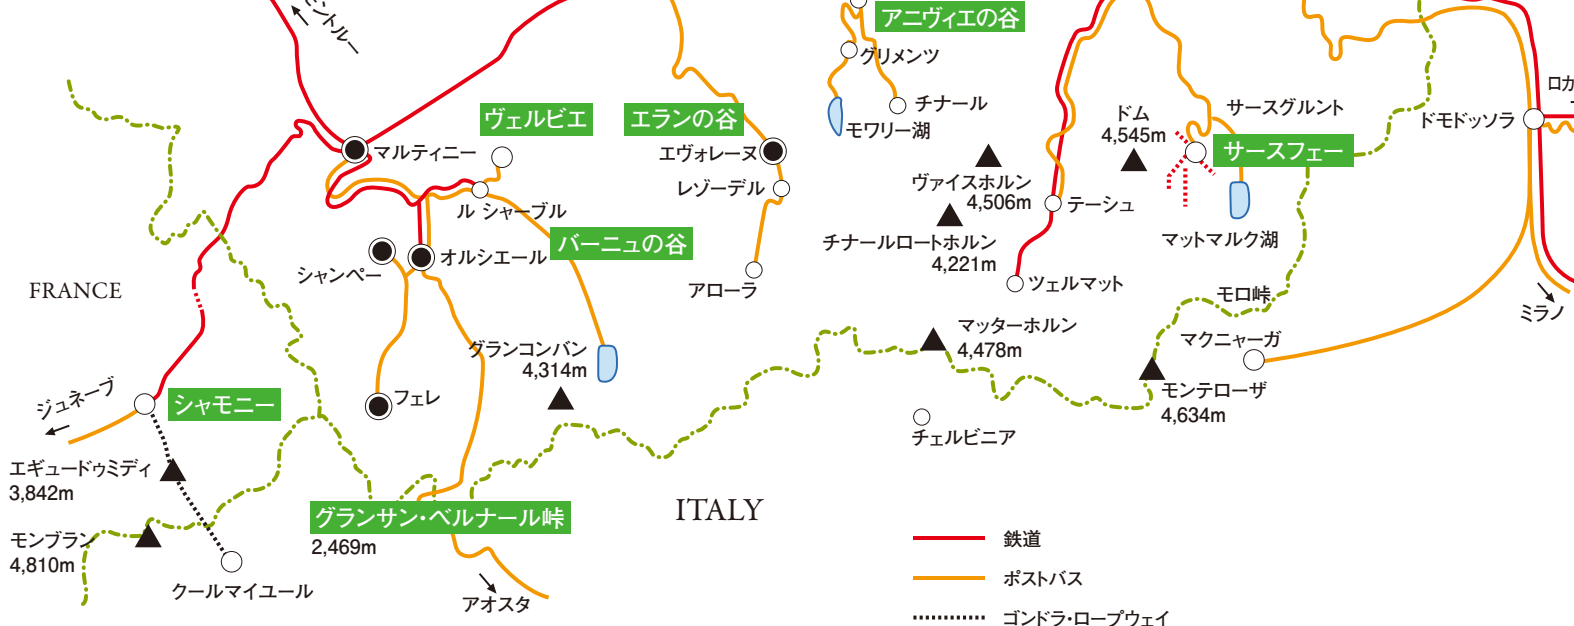 モントルー
アニヴィエの谷
グリメンツ
チナール
モワリー湖
ヴェルビエ
エランの谷
エヴォレーヌ
レゾーデル
アローラ
マルティニー
ル シャーブル
バーニュの谷
シャンペー
オルシエール
ヴァイスホルン
4,506m
チナールロートホルン
4,221m
ドム
4,545m
サースグルント
サースフェー
テーシュ
マットマルク湖
ツェルマット
ドモドッソラ
ロカ
ミラノ
モロ峠
マクニャーガ
マッターホルン
4,478m
モンテローザ
4,634m
チェルビニア
FRANCE
グランコンバン
4,314m
フェレ
ジュネーブ
シャモニー
エギュードゥミディ
3,842m
モンブラン
4,810m
クールマイユール
グランサン・ベルナール峠
2,469m
アオスタ
ITALY
鉄道
ポストバス
ゴンドラ・ロープウェイ